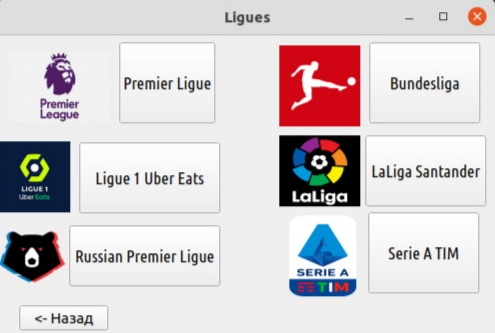 Ligues
Premier League
Premier Ligue
Bundesliga
LIGUE 1
Uber Eats
Ligue 1 Uber Eats
LaLiga
LaLiga Santander
Russian Premier Ligue
SERIE A
TIM
Serie A TIM
<- Назад